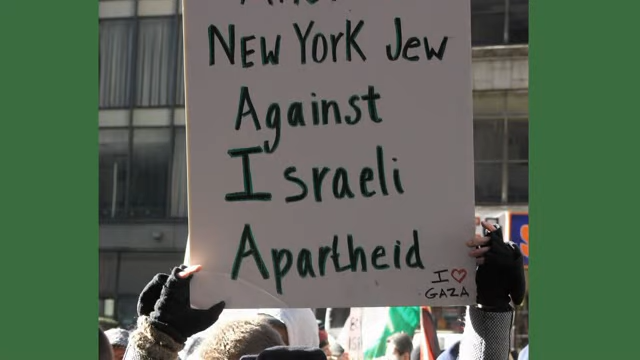 NEW YORK JEW
Against
Israeli
Apartheid
I ♡
GAZA